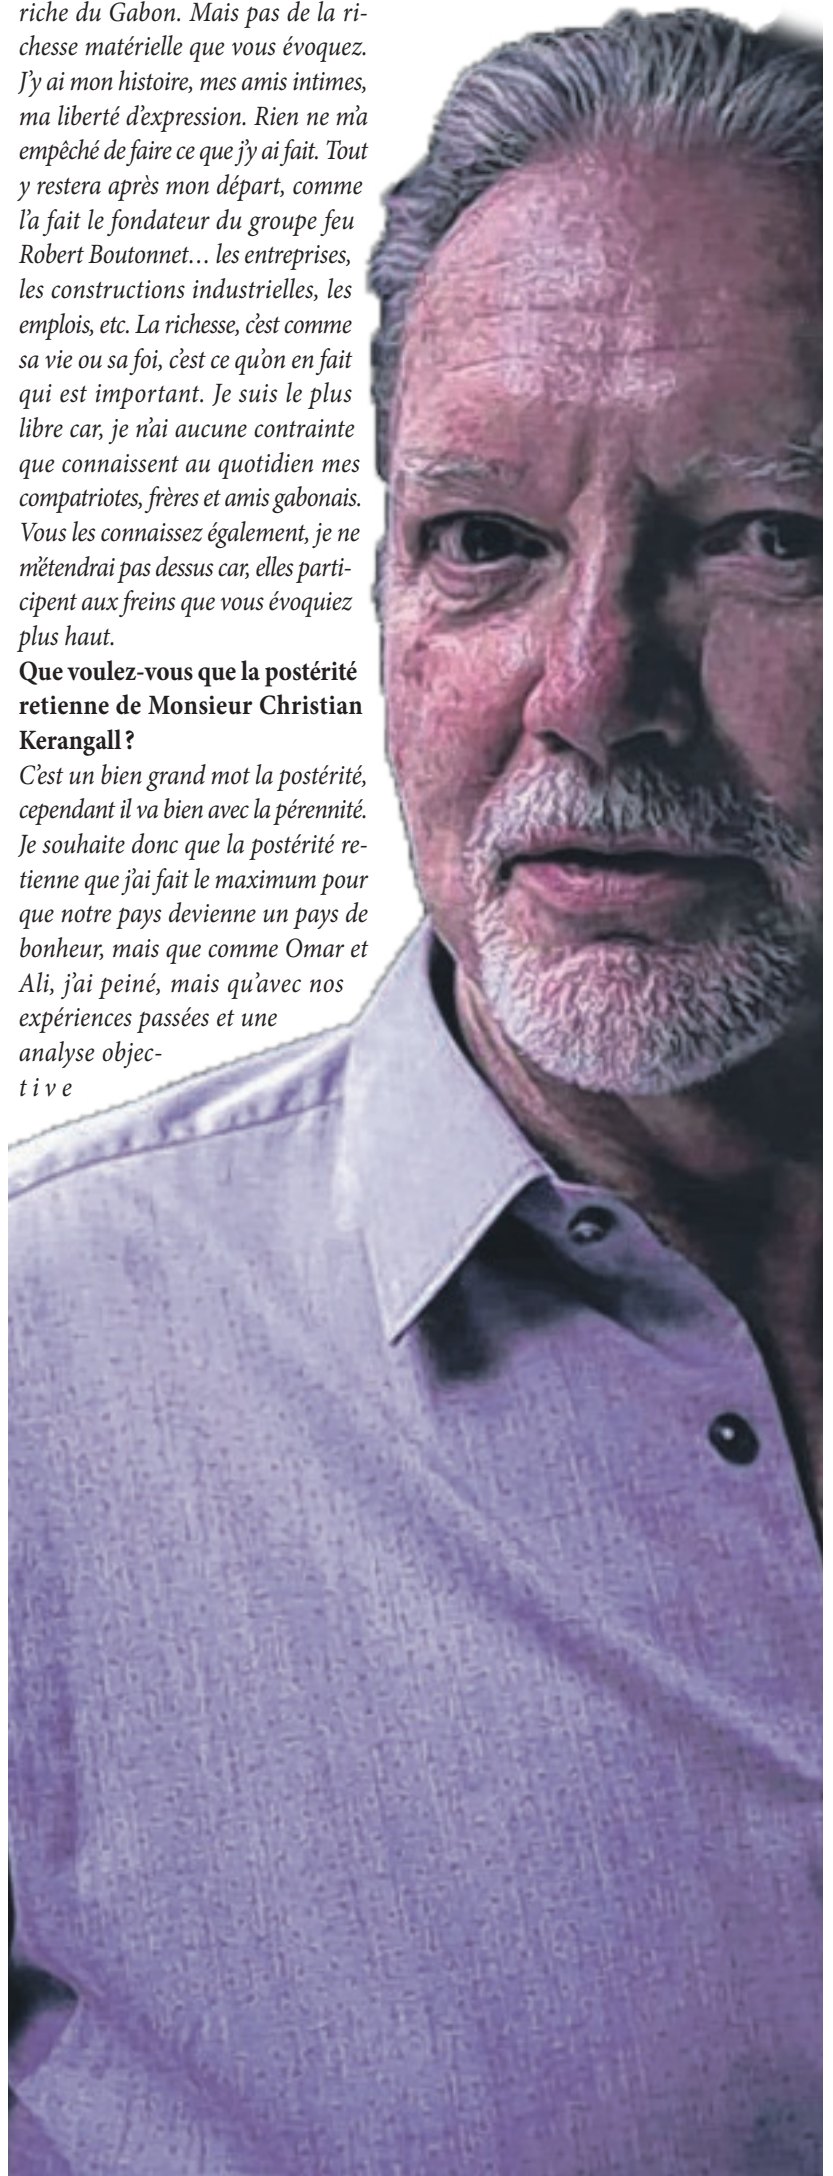 riche du Gabon. Mais pas de la ri-
chesse matérielle que vous évoquez.
J'y ai mon histoire, mes amis intimes,
ma liberté d'expression. Rien ne m'a
empêché de faire ce que j'y ai fait. Tout
y restera après mon départ, comme
l'a fait le fondateur du groupe feu
Robert Boutonnet… les entreprises,
les constructions industrielles, les
emplois, etc. La richesse, c'est comme
sa vie ou sa foi, c'est ce qu'on en fait
qui est important. Je suis le plus
libre car, je n'ai aucune contrainte
que connaissent au quotidien mes
compatriotes, frères et amis gabonais.
Vous les connaissez également, je ne
m'étendrai pas dessus car, elles parti-
cipent aux freins que vous évoquiez
plus haut.
Que voulez-vous que la postérité
retienne de Monsieur Christian
Kerangall ?
C'est un bien grand mot la postérité,
cependant il va bien avec la pérennité.
Je souhaite donc que la postérité re-
tienne que j'ai fait le maximum pour
que notre pays devienne un pays de
bonheur, mais que comme Omar et
Ali, j'ai peiné, mais qu'avec nos
expériences passées et une
analyse objec-
tive